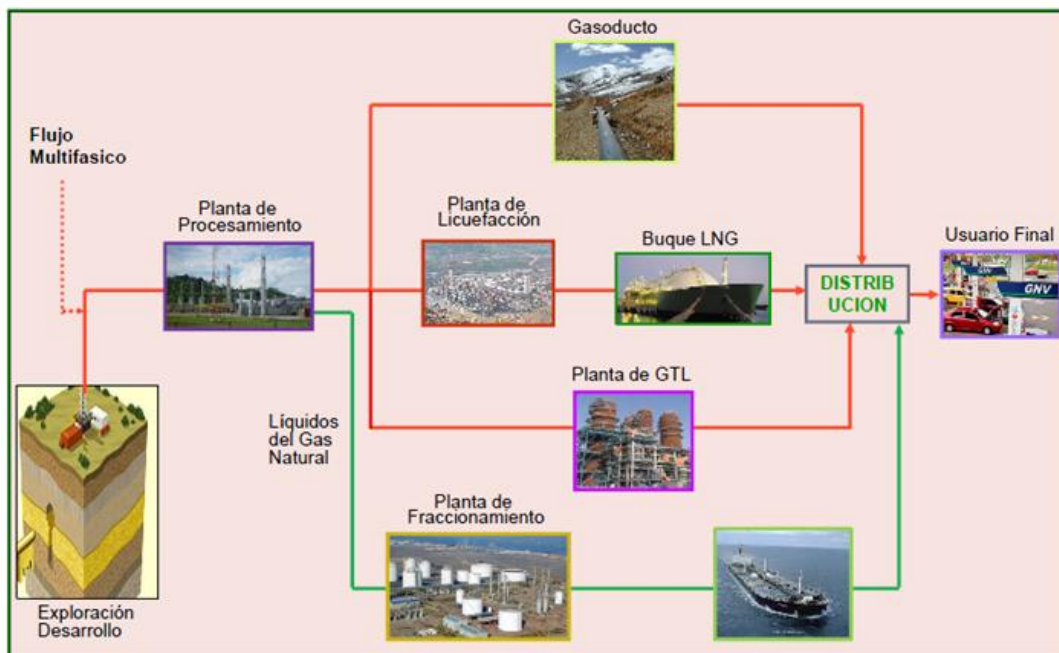 Gasoducto
Flujo
Multifasico
Planta de
Procesamiento
Planta de
Licuefacción
Buque LNG
Usuario Final
DISTRIB
UCION
GNV
Planta de GTL
Líquidos
del Gas
Natural
Planta de
Fraccionamiento
Exploración
Desarrollo